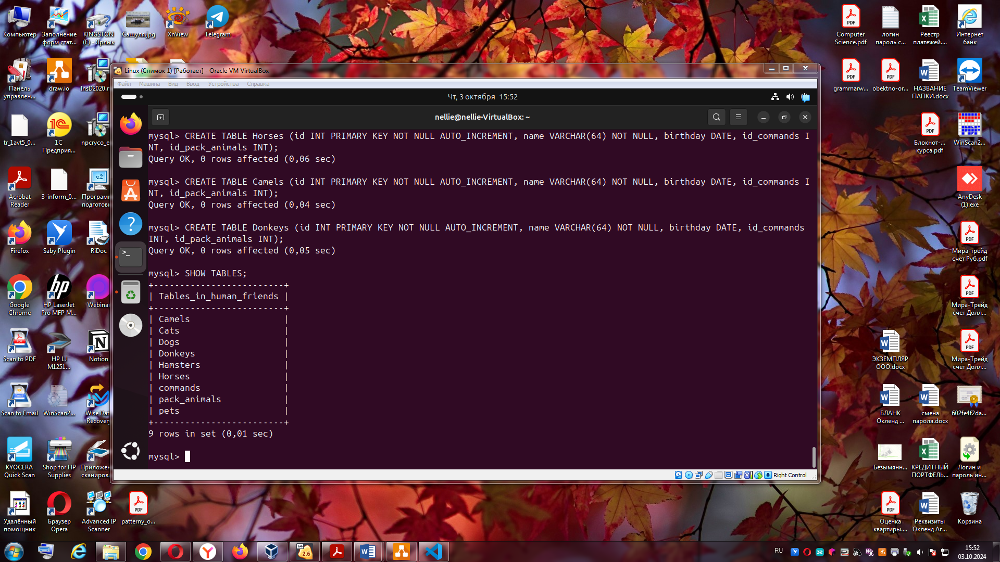 Компьютер
Заполнение форм стат...
KINGSTON (E) - Ярлык
Сашуля.jpg
XnView
Telegram
Computer Science.pdf
логин пароль с...
Реестр платежей....
Интернет банк
Панель управлен...
draw.io
InsD2020.r
grammarw...
obektno-or...
НАЗВАНИЕ ПАПКИ.docx
TeamViewer
tr_1avt5_0...
1С Предприя...
npcryco_e
Блокнот-... курса.pdf
WinScan2...
Acrobat Reader
3-inform_0...
Програмн подготовк
AnyDesk (1).exe
Firefox
Saby Plugin
RiDoc
Мира-трейд счет Руб.pdf
Google Chrome
HP LaserJet Pro MFP M...
Webinar
Мира-Трейд счет Долл...
Scan to PDF
HP LJ M1251...
Notion
ЭКЗЕМПЛЯР ООО.docx
Мира-Трейд счет Долл...
Scan to Email
WinScan2...
Wise Dat Recovery
БЛАНК Окленд ...
смена пароля.docx
602fe4f2da...
KYOCERA Quick Scan
Shop for HP Supplies
Приложен сканирова
Безымянн...
КРЕДИТНЫЙ ПОРТФЕЛЬ...
Логин и пароль ин...
Удалённый помощник
Браузер Opera
Advanced IP Scanner
patterny_o...
Оценка квартиры....
Реквизиты Окленд Аг...
Корзина
Linux (Снимок 1) [Работает] - Oracle VM VirtualBox
Файл Машина Вид Ввод Устройства Справка
Чт, 3 октября 15:52
nellie@nellie-VirtualBox: ~
mysql> CREATE TABLE Horses (id INT PRIMARY KEY NOT NULL AUTO_INCREMENT, name VARCHAR(64) NOT NULL, birthday DATE, id_commands I
NT, id_pack_animals INT);
Query OK, 0 rows affected (0,06 sec)
mysql> CREATE TABLE Camels (id INT PRIMARY KEY NOT NULL AUTO_INCREMENT, name VARCHAR(64) NOT NULL, birthday DATE, id_commands I
NT, id_pack_animals INT);
Query OK, 0 rows affected (0,04 sec)
mysql> CREATE TABLE Donkeys (id INT PRIMARY KEY NOT NULL AUTO_INCREMENT, name VARCHAR(64) NOT NULL, birthday DATE, id_commands
INT, id_pack_animals INT);
Query OK, 0 rows affected (0,05 sec)
mysql> SHOW TABLES;
+-------------------------+
| Tables_in_human_friends |
+-------------------------+
| Camels                  |
| Cats                    |
| Dogs                    |
| Donkeys                 |
| Hamsters                |
| Horses                  |
| commands                |
| pack_animals            |
| pets                    |
+-------------------------+
9 rows in set (0,01 sec)
mysql>
Right Control
RU
15:52
03.10.2024